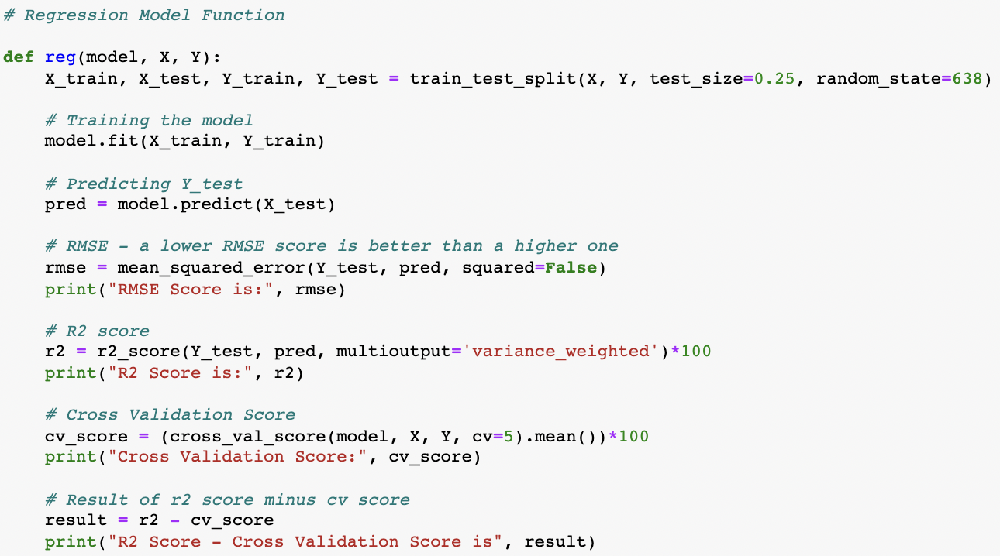 # Regression Model Function
def reg(model, X, Y):
    X_train, X_test, Y_train, Y_test = train_test_split(X, Y, test_size=0.25, random_state=638)
    # Training the model
    model.fit(X_train, Y_train)
    # Predicting Y_test
    pred = model.predict(X_test)
    # RMSE - a lower RMSE score is better than a higher one
    rmse = mean_squared_error(Y_test, pred, squared=False)
    print("RMSE Score is:", rmse)
    # R2 score
    r2 = r2_score(Y_test, pred, multioutput='variance_weighted')*100
    print("R2 Score is:", r2)
    # Cross Validation Score
    cv_score = (cross_val_score(model, X, Y, cv=5).mean())*100
    print("Cross Validation Score:", cv_score)
    # Result of r2 score minus cv score
    result = r2 - cv_score
    print("R2 Score - Cross Validation Score is", result)